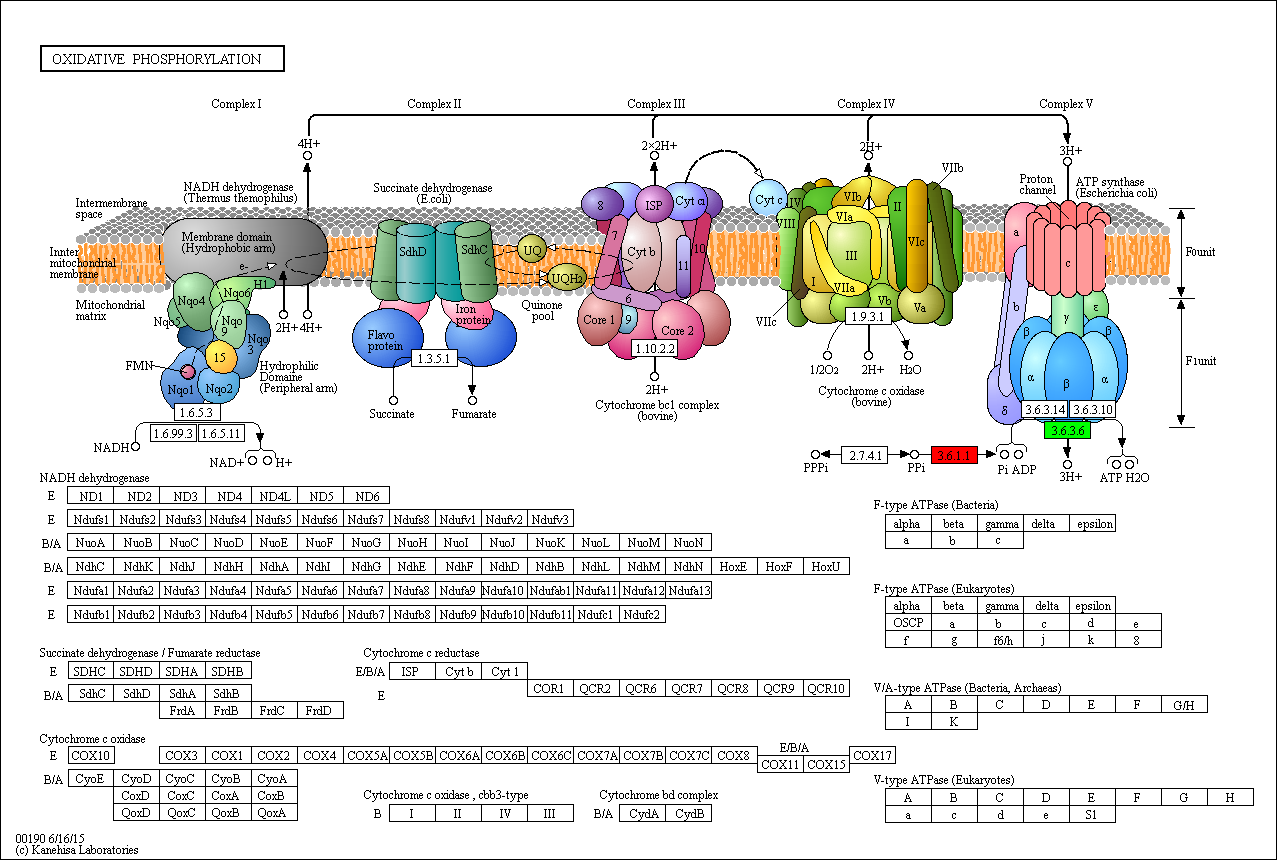 OXIDATIVE PHOSPHORYLATION
Complex I
Complex II
Complex III
Complex IV
Complex V
4H+
2×2H+
2H+
3H+
NADH dehydrogenase
(Thermus themophilus)
Succinate dehydrogenase
(E.coli)
Intermembrane
space
Innter
mitochondrial
membrane
Mitochondrial
matrix
Membrane domain
(Hydrophobic arm)
e-
H1
Nqo4
Nqo6
Nqo5
Nqo
9
Nqo
3
15
FMN
Nqo1
Nqo2
Hydrophilic
Domaine
(Peripheral arm)
2H+ 4H+
1.6.5.3
1.6.99.3 1.6.5.11
NADH
NAD+ H+
SdhD
SdhC
Flavo
protein
Iron
protein
1.3.5.1
Succinate
Fumarate
UQ
UQH2
Quinone
pool
8
ISP
Cyt c1
7
Cyt b
10
11
6
9
Core 1
Core 2
1.10.2.2
2H+
Cytochrome bc1 complex
(bovine)
Cyt c
VIIb
IV
VIb
VIII
VIa
II
VIc
III
I
VIIa
VIIc
Vb
Va
1.9.3.1
1/2O2
2H+
H2O
Cytochrome c oxidase
(bovine)
Proton
channel
ATP synthase
(Escherichia coli)
a
c
b
γ
ε
β
β
α
β
α
δ
F0unit
F1unit
3.6.3.14 3.6.3.10
3.6.3.6
PPPi
2.7.4.1
PPi
3.6.1.1
Pi ADP
3H+
ATP H2O
NADH dehydrogenase
E ND1 ND2 ND3 ND4 ND4L ND5 ND6
E Ndufs1 Ndufs2 Ndufs3 Ndufs4 Ndufs5 Ndufs6 Ndufs7 Ndufs8 Ndufv1 Ndufv2 Ndufv3
B/A NuoA NuoB NuoC NuoD NuoE NuoF NuoG NuoH NuoI NuoJ NuoK NuoL NuoM NuoN
B/A NdhC NdhK NdhJ NdhH NdhA NdhI NdhG NdhE NdhF NdhD NdhB NdhL NdhM NdhN HoxE HoxF HoxU
E Ndufa1 Ndufa2 Ndufa3 Ndufa4 Ndufa5 Ndufa6 Ndufa7 Ndufa8 Ndufa9 Ndufa10 Ndufab1 Ndufa11 Ndufa12 Ndufa13
E Ndufb1 Ndufb2 Ndufb3 Ndufb4 Ndufb5 Ndufb6 Ndufb7 Ndufb8 Ndufb9 Ndufb10 Ndufb11 Ndufc1 Ndufc2
Succinate dehydrogenase / Fumarate reductase
E SDHC SDHD SDHA SDHB
B/A SdhC SdhD SdhA SdhB
FrdA FrdB FrdC FrdD
Cytochrome c reductase
E/B/A ISP Cyt b Cyt 1
E COR1 QCR2 QCR6 QCR7 QCR8 QCR9 QCR10
Cytochrome c oxidase
E COX10 COX3 COX1 COX2 COX4 COX5A COX5B COX6A COX6B COX6C COX7A COX7B COX7C COX8
E/B/A
COX11 COX15
COX17
B/A CyoE CyoD CyoC CyoB CyoA
CoxD CoxC CoxA CoxB
QoxD QoxC QoxB QoxA
Cytochrome c oxidase , cbb3-type
B I II IV III
Cytochrome bd complex
B/A CydA CydB
F-type ATPase (Bacteria)
alpha beta gamma delta epsilon
a b c
F-type ATPase (Eukaryotes)
alpha beta gamma delta epsilon
OSCP a b c d e
f g f6/h j k 8
V/A-type ATPase (Bacteria, Archaeas)
A B C D E F G/H
I K
V-type ATPase (Eukaryotes)
A B C D E F G H
a c d e S1
00190 6/16/15
(c) Kanehisa Laboratories